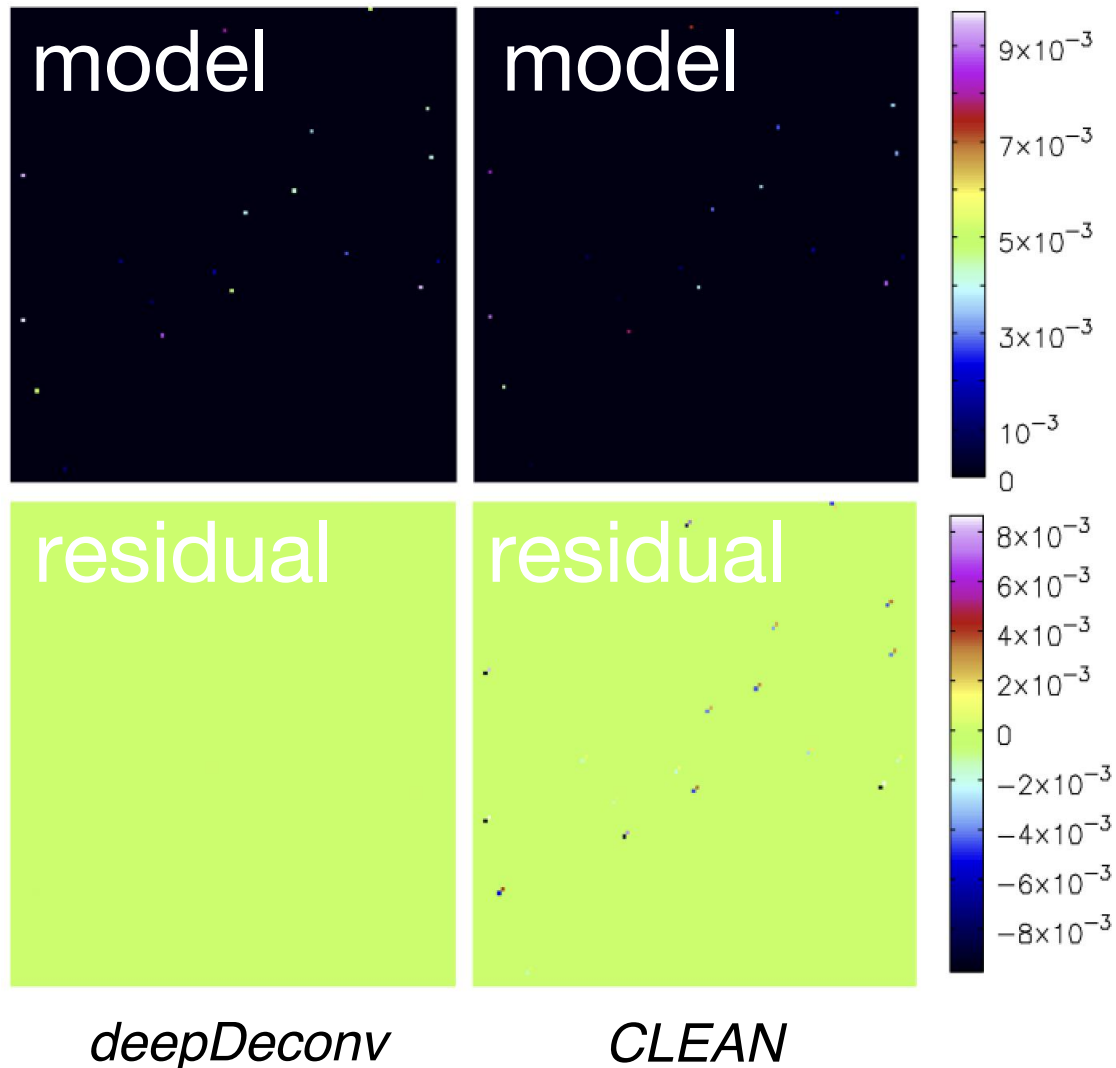 model
model
9×10⁻³
7×10⁻³
5×10⁻³
3×10⁻³
10⁻³
0
residual
residual
8×10⁻³
6×10⁻³
4×10⁻³
2×10⁻³
0
−2×10⁻³
−4×10⁻³
−6×10⁻³
−8×10⁻³
deepDeconv
CLEAN